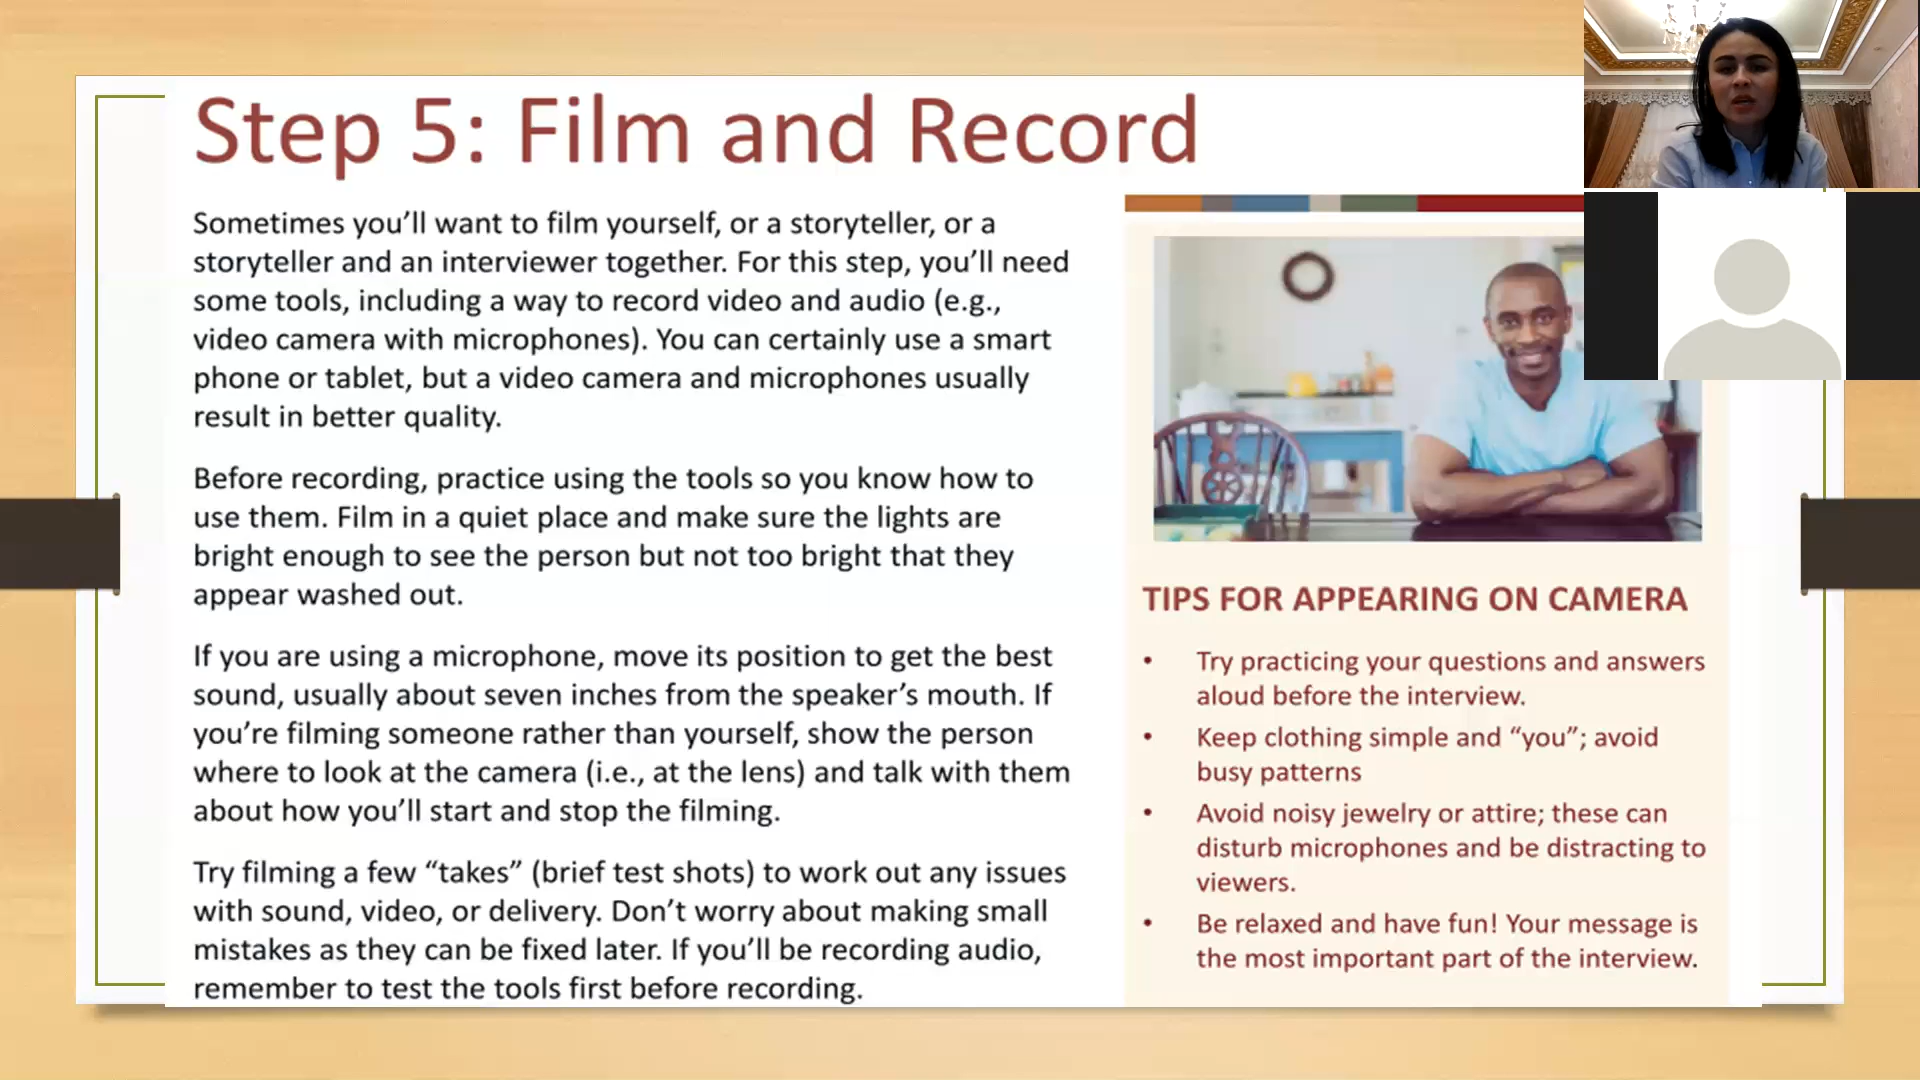 Step 5: Film and Record
Sometimes you’ll want to film yourself, or a storyteller, or a
storyteller and an interviewer together. For this step, you’ll need
some tools, including a way to record video and audio (e.g.,
video camera with microphones). You can certainly use a smart
phone or tablet, but a video camera and microphones usually
result in better quality.
Before recording, practice using the tools so you know how to
use them. Film in a quiet place and make sure the lights are
bright enough to see the person but not too bright that they
appear washed out.
If you are using a microphone, move its position to get the best
sound, usually about seven inches from the speaker’s mouth. If
you’re filming someone rather than yourself, show the person
where to look at the camera (i.e., at the lens) and talk with them
about how you’ll start and stop the filming.
Try filming a few “takes” (brief test shots) to work out any issues
with sound, video, or delivery. Don’t worry about making small
mistakes as they can be fixed later. If you’ll be recording audio,
remember to test the tools first before recording.
TIPS FOR APPEARING ON CAMERA
• Try practicing your questions and answers
aloud before the interview.
• Keep clothing simple and “you”; avoid
busy patterns
• Avoid noisy jewelry or attire; these can
disturb microphones and be distracting to
viewers.
• Be relaxed and have fun! Your message is
the most important part of the interview.